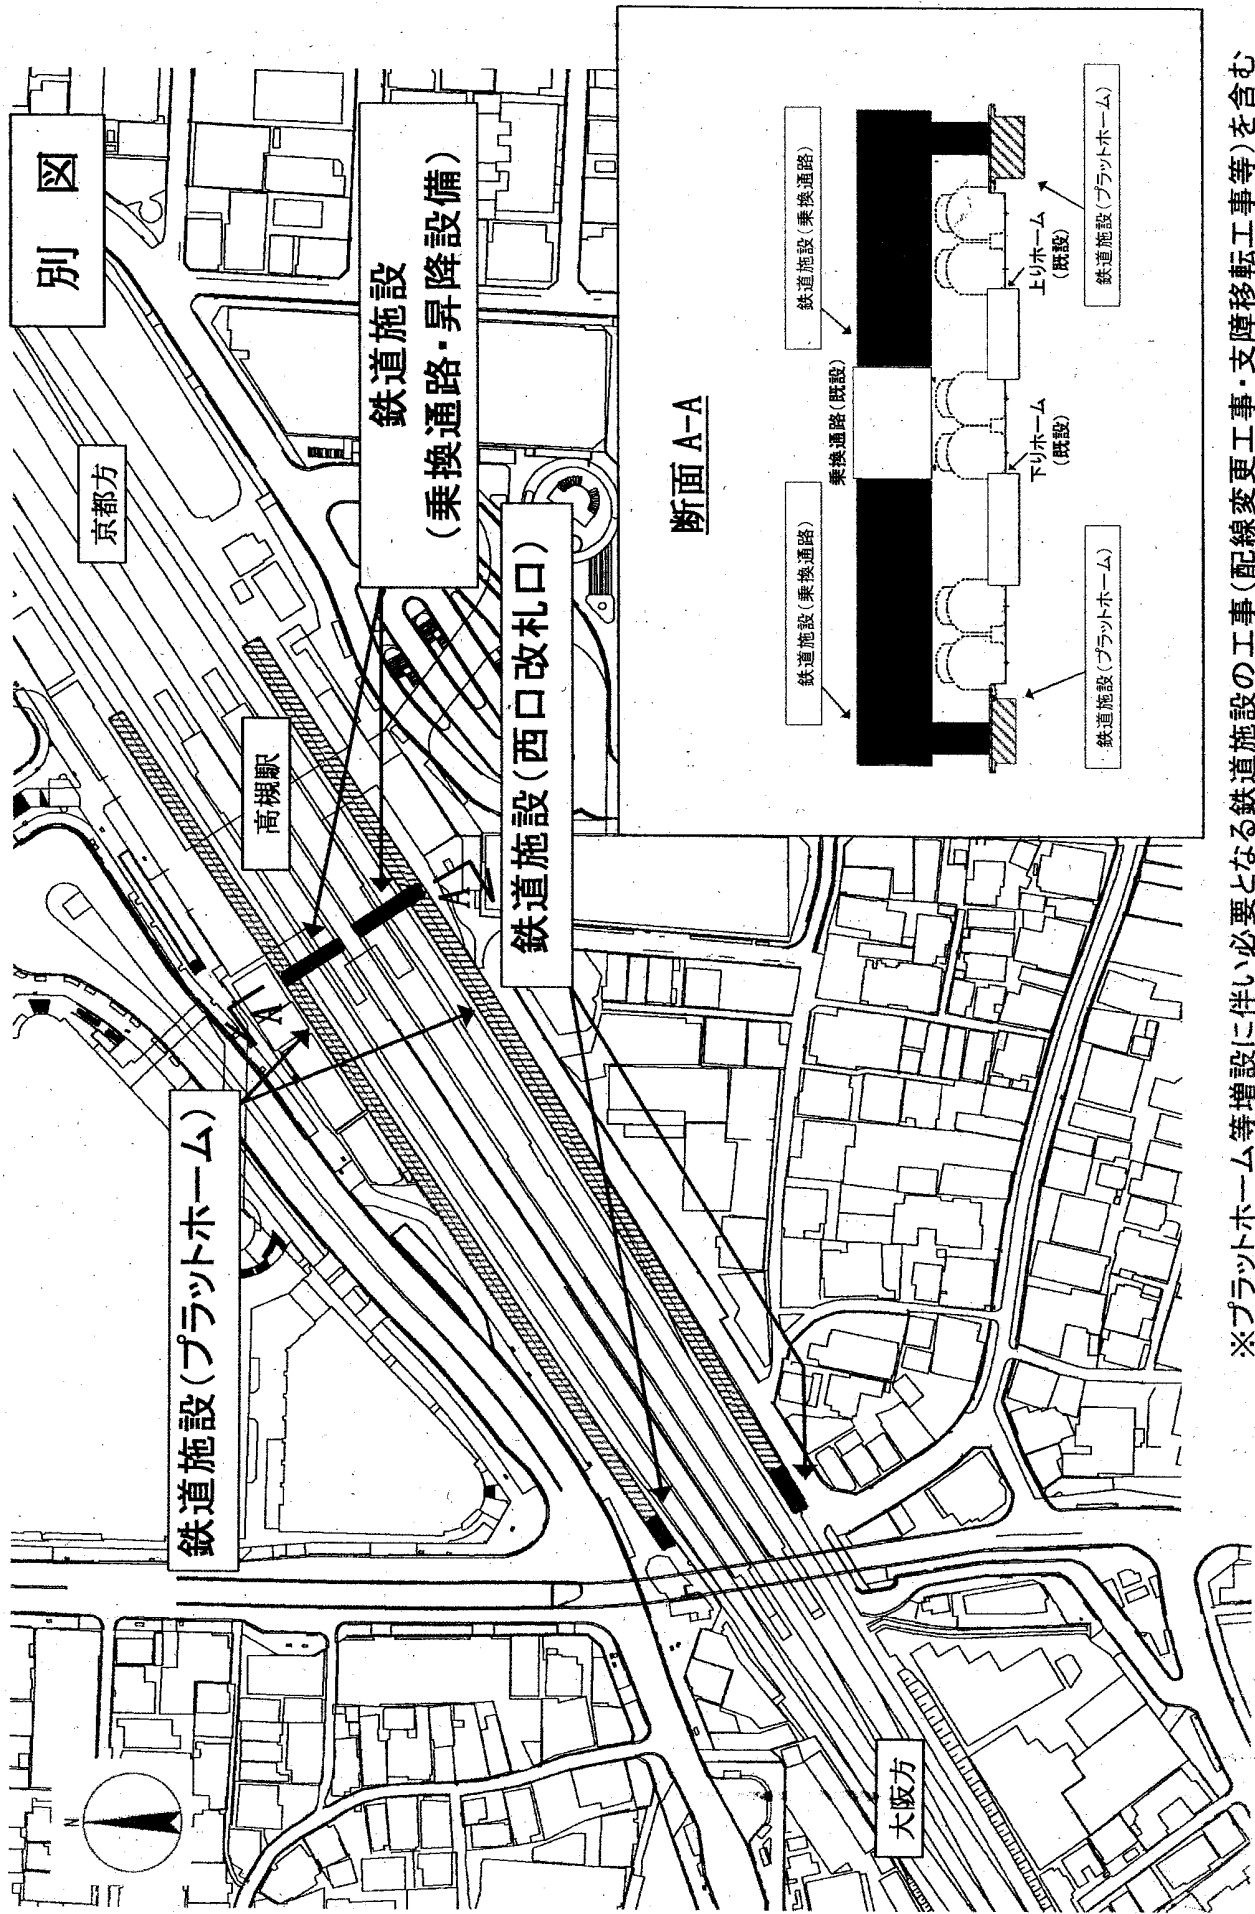 別　図
京都方
鉄道施設
（乗換通路・昇降設備）
高槻駅
鉄道施設（西口改札口）
A
A
鉄道施設（プラットホーム）
N
大阪方
断面 A-A
鉄道施設（乗換通路）
乗換通路（既設）
鉄道施設（乗換通路）
下りホーム
（既設）
上りホーム
（既設）
鉄道施設（プラットホーム）
鉄道施設（プラットホーム）
※プラットホーム等増設に伴い必要となる鉄道施設の工事（配線変更工事・支障移転工事等）を含む